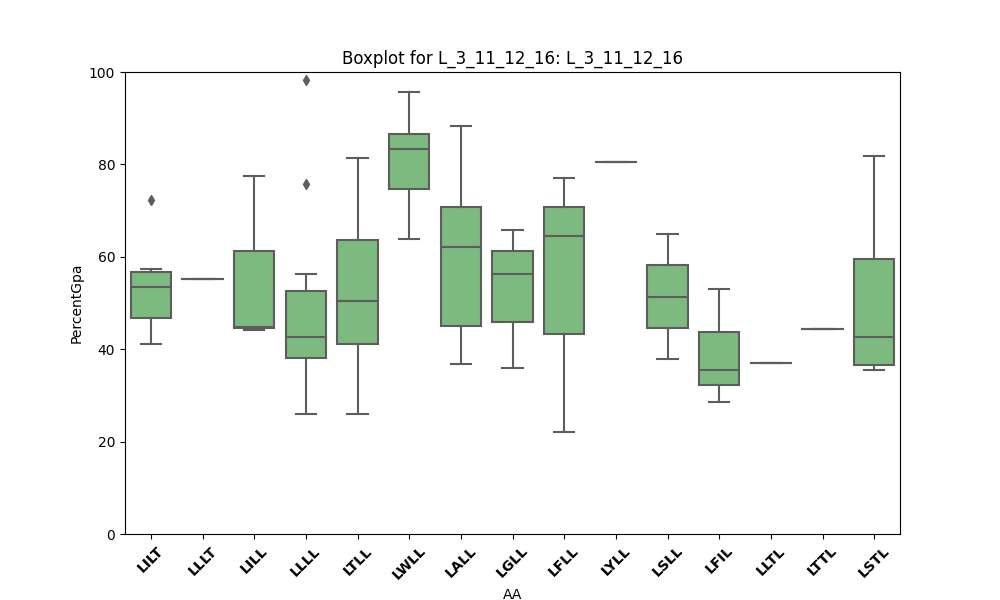 Boxplot for L_3_11_12_16: L_3_11_12_16
100
80
60
40
20
0
PercentGpa
LILT
LLLT
LILL
LLLL
LTLL
LWLL
LALL
LGLL
LFLL
LYLL
LSLL
LFIL
LLTL
LTTL
LSTL
AA